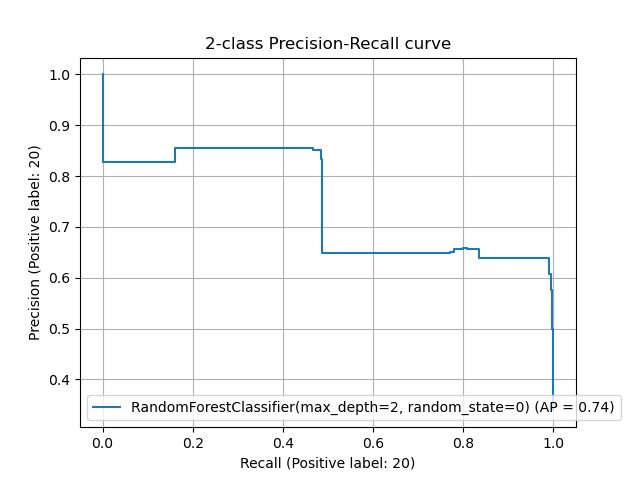 2-class Precision-Recall curve
1.0
0.9
0.8
0.7
0.6
0.5
0.4
Precision (Positive label: 20)
RandomForestClassifier(max_depth=2, random_state=0) (AP = 0.74)
0.0 0.2 0.4 0.6 0.8 1.0
Recall (Positive label: 20)